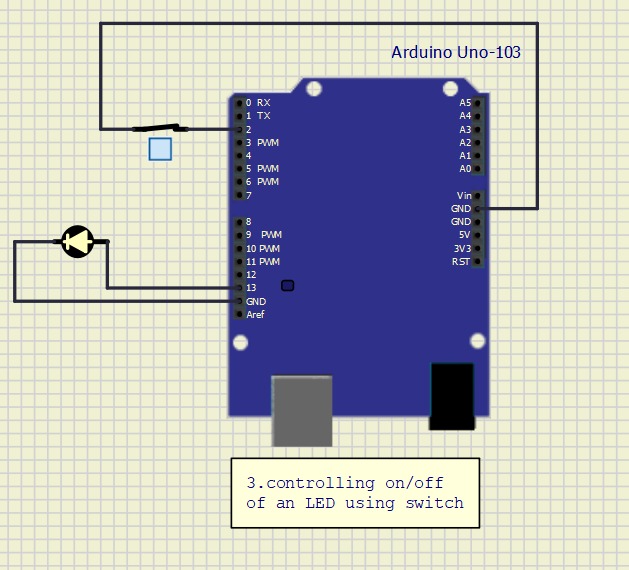 Arduino Uno-103
0 RX
1 TX
2
3 PWM
4
5 PWM
6 PWM
7
8
9 PWM
10 PWM
11 PWM
12
13
GND
Aref
A5
A4
A3
A2
A1
A0
Vin
GND
GND
5V
3V3
RST
3.controlling on/off
of an LED using switch